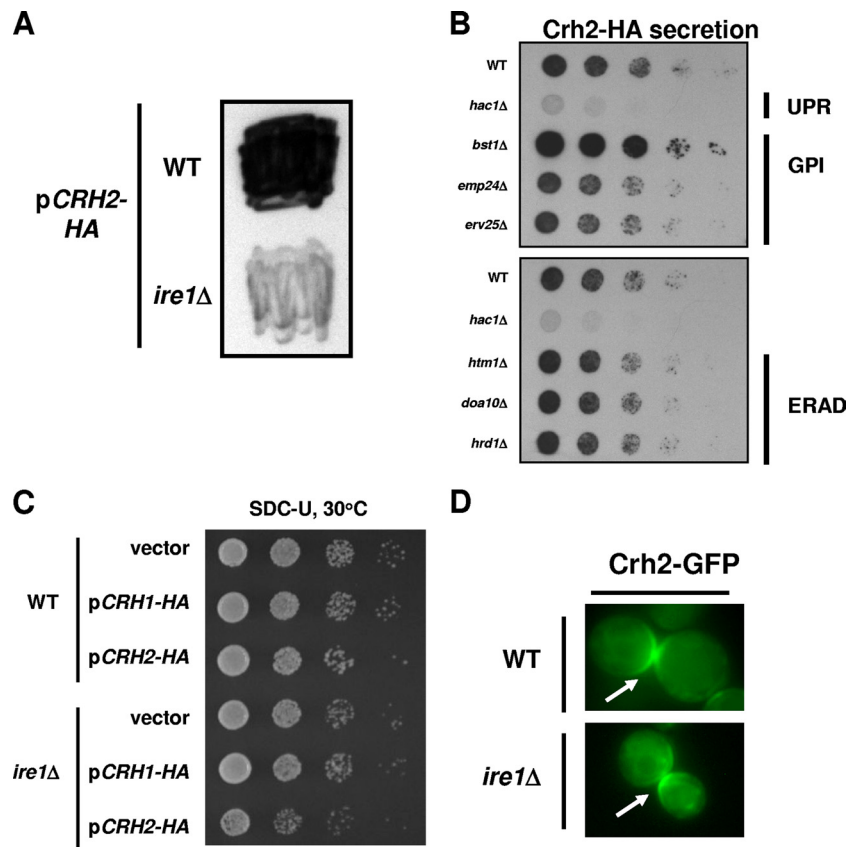 A
WT
pCRH2-
HA
ire1Δ
B
Crh2-HA secretion
WT
hac1Δ
UPR
bst1Δ
GPI
emp24Δ
erv25Δ
WT
hac1Δ
htm1Δ
doa10Δ
ERAD
hrd1Δ
C
SDC-U, 30°C
vector
WT
pCRH1-HA
pCRH2-HA
vector
ire1Δ
pCRH1-HA
pCRH2-HA
D
Crh2-GFP
WT
ire1Δ